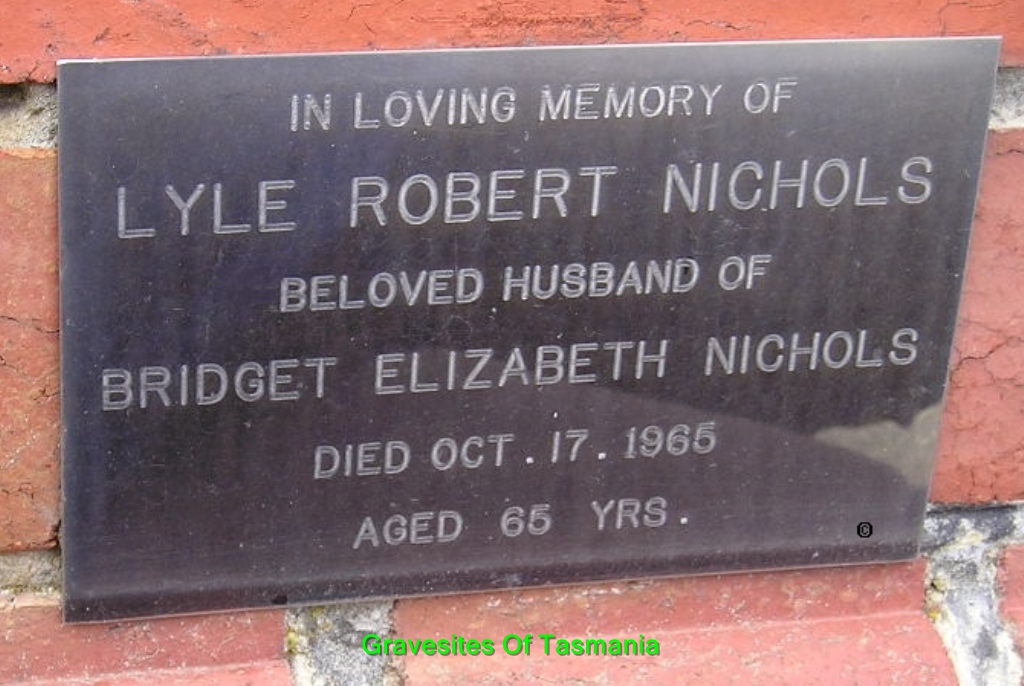 IN LOVING MEMORY OF
LYLE ROBERT NICHOLS
BELOVED HUSBAND OF
BRIDGET ELIZABETH NICHOLS
DIED OCT. 17. 1965
AGED 65 YRS.
©
Gravesites Of Tasmania